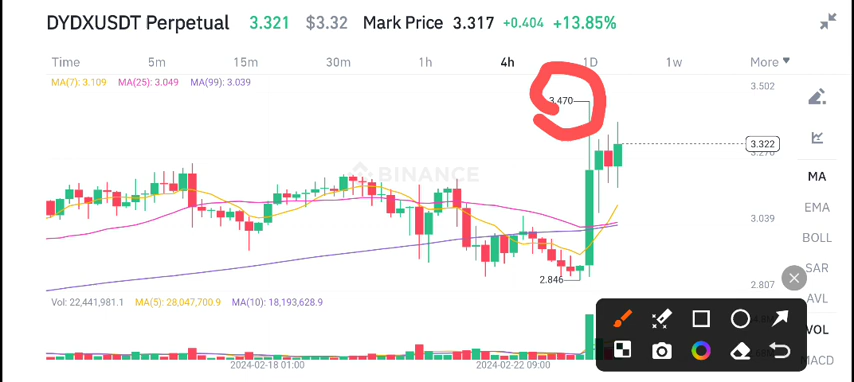 DYDXUSDT Perpetual 3.321 $3.32 Mark Price 3.317 +0.404 +13.85%
Time 5m 15m 30m 1h 4h 1D 1w More
MA(7): 3.109 MA(25): 3.049 MA(99): 3.039
3.502
3.470
3.322
3.270
BINANCE
MA
EMA
3.039
BOLL
SAR
2.846
2.807
AVL
Vol: 22,441,981.1 MA(5): 28,047,700.9 MA(10): 18,193,628.9
VOL
MACD
2024-02-18 01:00 2024-02-22 09:00